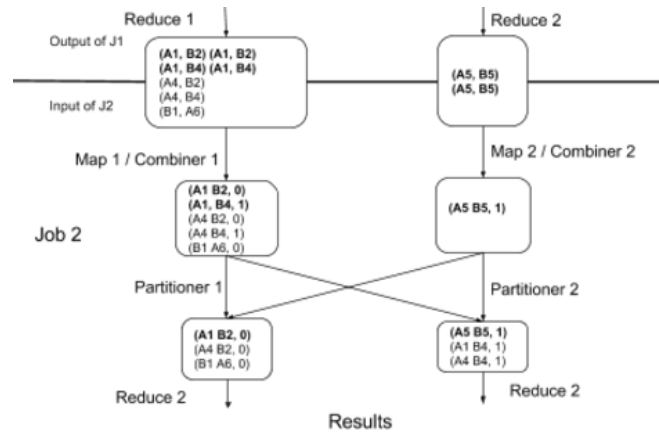 Reduce 1
Reduce 2
Output of J1
(A1, B2) (A1, B2)
(A1, B4) (A1, B4)
(A4, B2)
(A4, B4)
(B1, A6)
(A5, B5)
(A5, B5)
Input of J2
Map 1 / Combiner 1
Map 2 / Combiner 2
(A1 B2, 0)
(A1, B4, 1)
(A4 B2, 0)
(A4 B4, 1)
(B1 A6, 0)
(A5 B5, 1)
Job 2
Partitioner 1
Partitioner 2
(A1 B2, 0)
(A4 B2, 0)
(B1 A6, 0)
(A5 B5, 1)
(A1 B4, 1)
(A4 B4, 1)
Reduce 2
Reduce 2
Results